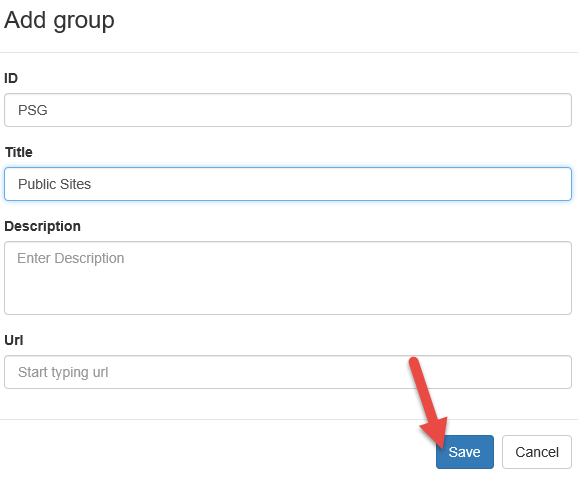 Add group
ID
PSG
Title
Public Sites
Description
Enter Description
Url
Start typing url
Save Cancel